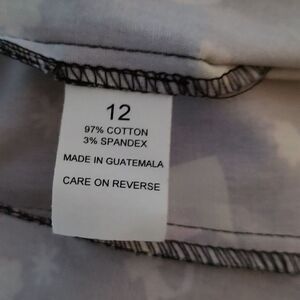 12
97% COTTON
3% SPANDEX
MADE IN GUATEMALA
CARE ON REVERSE